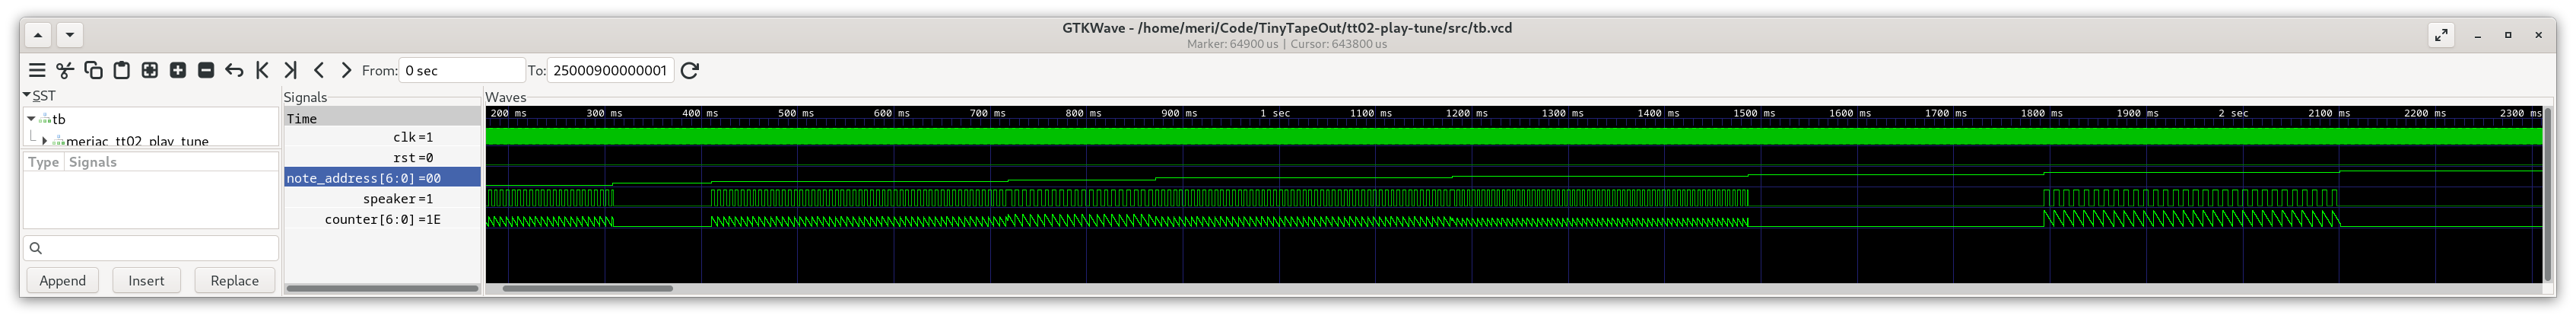 GTKWave - /home/meri/Code/TinyTapeOut/tt02-play-tune/src/tb.vcd
Marker: 64900 us | Cursor: 643800 us
From: 0 sec To: 25000900000001
SST
tb
meriac_tt02_play_tune
Type Signals
Append Insert Replace
Signals
Time
clk=1
rst=0
note_address[6:0]=00
speaker=1
counter[6:0]=1E
Waves
200 ms 300 ms 400 ms 500 ms 600 ms 700 ms 800 ms 900 ms 1 sec 1100 ms 1200 ms 1300 ms 1400 ms 1500 ms 1600 ms 1700 ms 1800 ms 1900 ms 2 sec 2100 ms 2200 ms 2300 ms